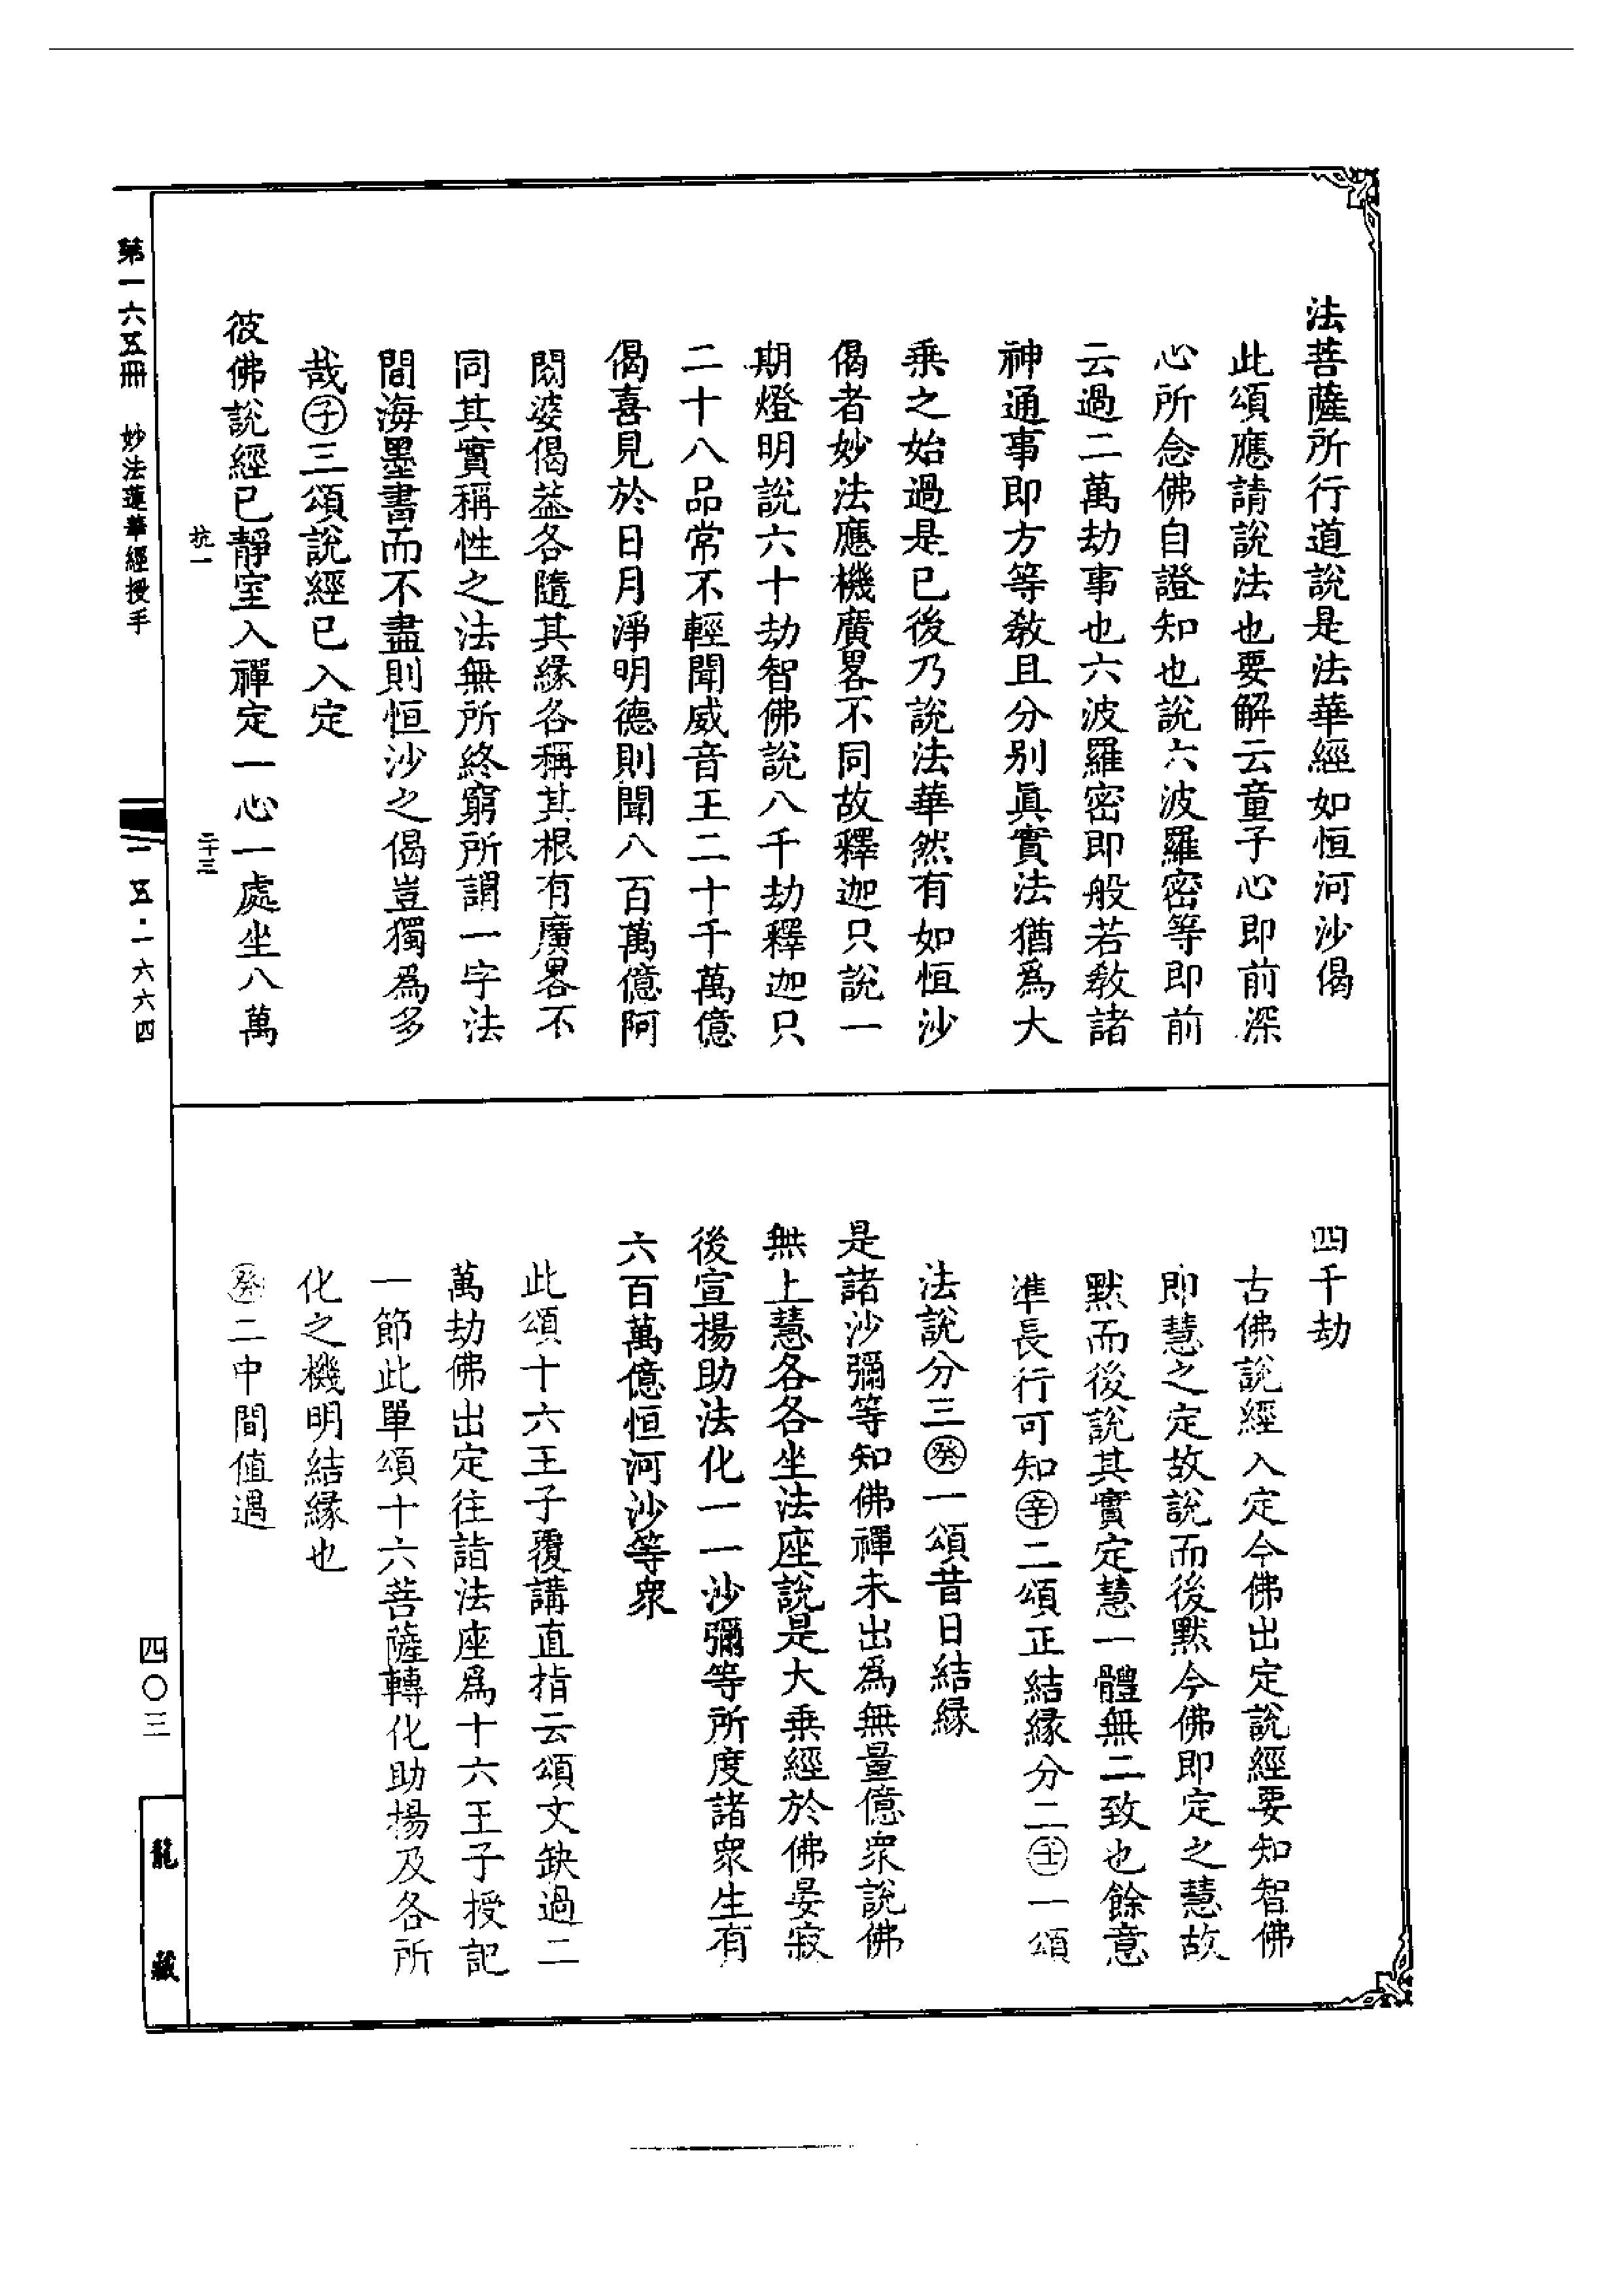 法菩薩所行道說是法華經如恒河沙偈
此頌應請說法也要解云童子心即前深
心所念佛自證知也說六波羅密等即前
云過二萬劫事也六波羅密即般若教諸
神通事即方等教且分别眞實法猶爲大
乘之始過是已後乃說法華然有如恒沙
偈者妙法應機廣畧不同故釋迦只說一
期燈明說六十劫智佛說八千劫釋迦只
二十八品常不輕聞威音王二十千萬億
偈喜見於日月淨明德則聞八百萬億阿
閦婆偈葢各隨其緣各稱其根有廣畧不
同其實稱性之法無所終窮所謂一字法
間海墨書而不盡則恒沙之偈豈獨爲多
哉㊀子三頌說經已入定
彼佛說經已靜室入禪定一心一處坐八萬
抗一
二十三
四千劫
古佛說經入定今佛出定說經要知智佛
即慧之定故說而後默今佛即定之慧故
默而後說其實定慧一體無二致也餘意
準長行可知辛二頌正結緣分二壬一頌
法說分三癸一頌昔日結緣
是諸沙彌等知佛禪未出爲無量億衆說佛
無上慧各各坐法座說是大乘經於佛晏寂
後宣揚助法化一一沙彌等所度諸衆生有
六百萬億恒河沙等衆
此頌十六王子覆講直指云頌文缺過二
萬劫佛出定往詣法座爲十六王子授記
一節此單頌十六菩薩轉化助揚及各所
化之機明結緣也
癸二中間值遇
第一六五冊　妙法蓮華經授手
一五·一六六四
四〇三
龍藏